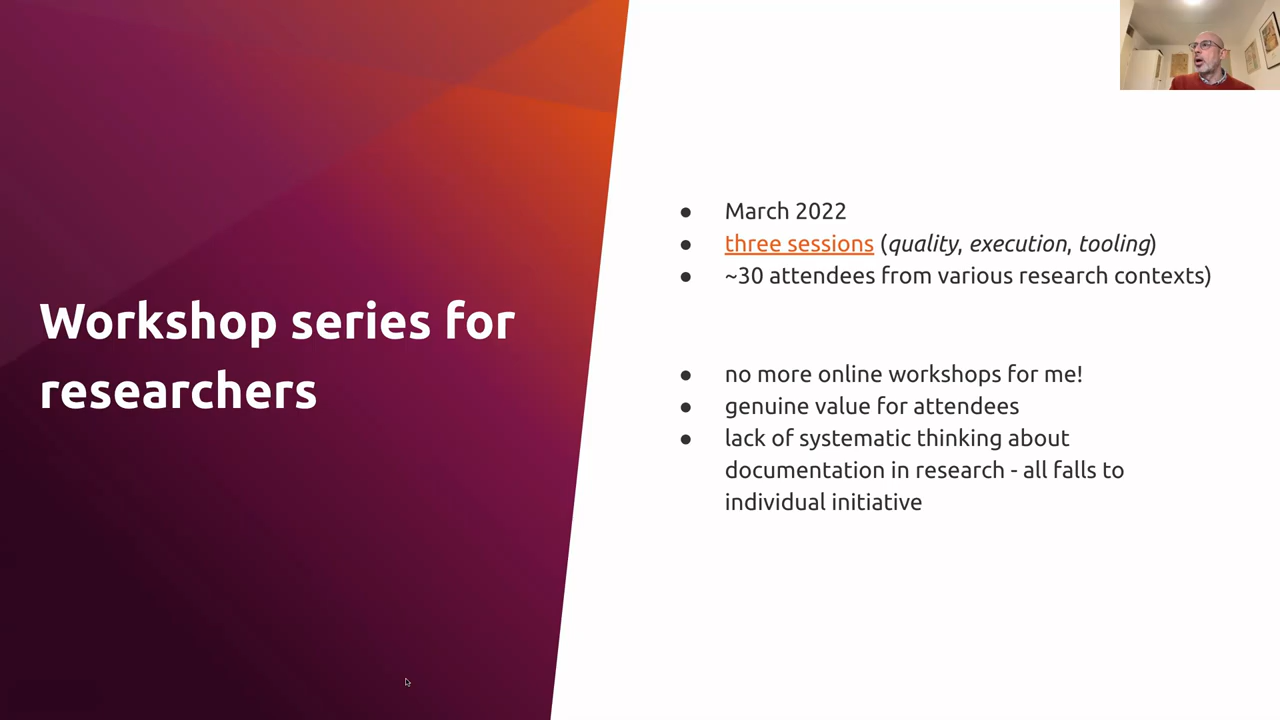 Workshop series for
researchers
● March 2022
● three sessions (quality, execution, tooling)
● ~30 attendees from various research contexts)
● no more online workshops for me!
● genuine value for attendees
● lack of systematic thinking about
documentation in research - all falls to
individual initiative